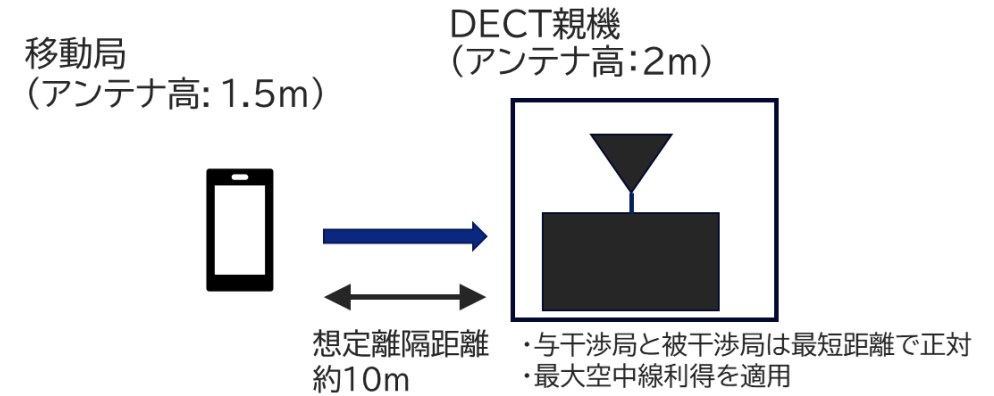 移動局
（アンテナ高: 1.5m）
DECT親機
（アンテナ高：2m）
想定離隔距離
約10m
・与干渉局と被干渉局は最短距離で正対
・最大空中線利得を適用